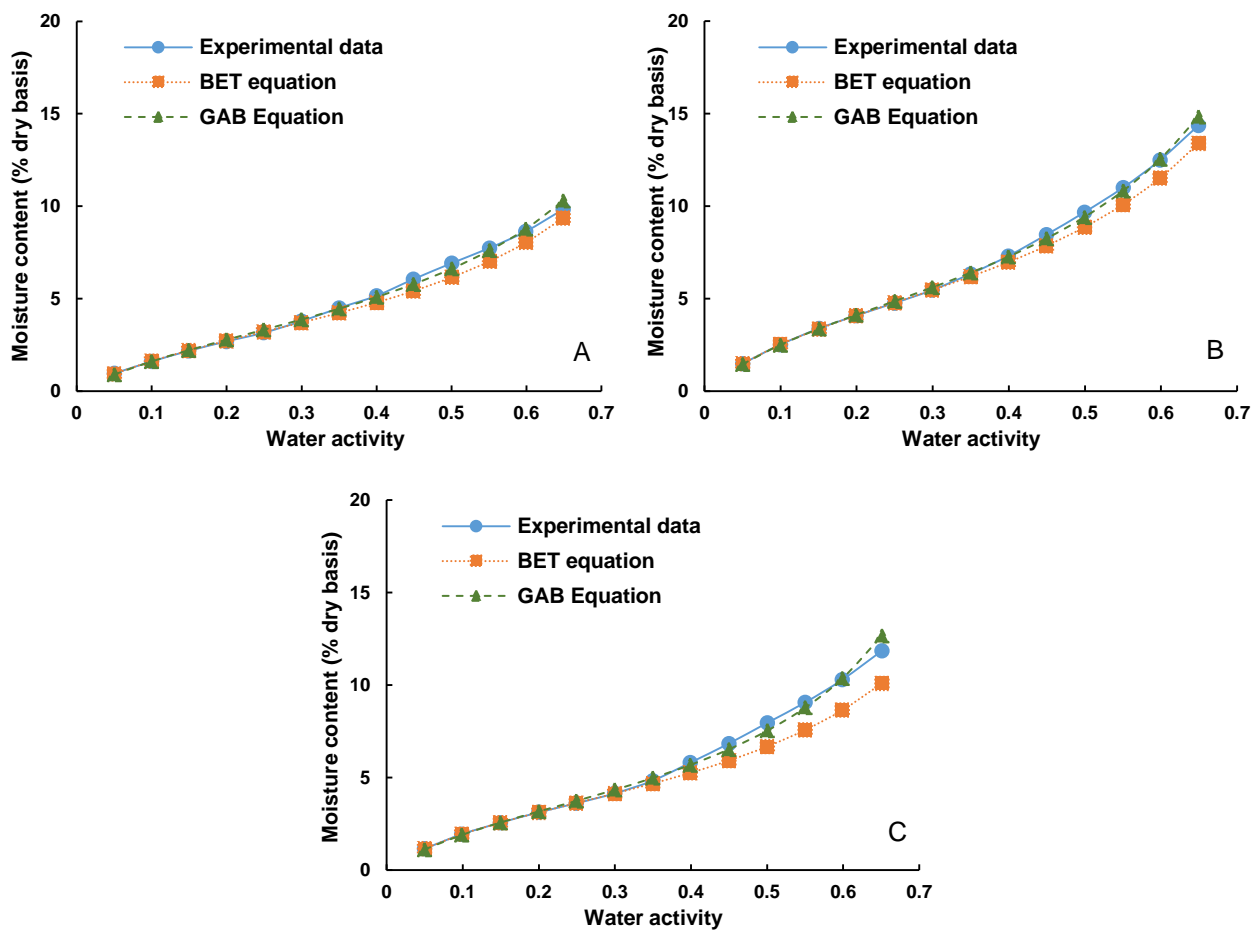 Moisture content (% dry basis)
20
15
10
5
0
Experimental data
BET equation
GAB Equation
A
0 0.1 0.2 0.3 0.4 0.5 0.6 0.7
Water activity
Moisture content (% dry basis)
20
15
10
5
0
Experimental data
BET equation
GAB Equation
B
0 0.1 0.2 0.3 0.4 0.5 0.6 0.7
Water activity
Moisture content (% dry basis)
20
15
10
5
0
Experimental data
BET equation
GAB Equation
C
0 0.1 0.2 0.3 0.4 0.5 0.6 0.7
Water activity